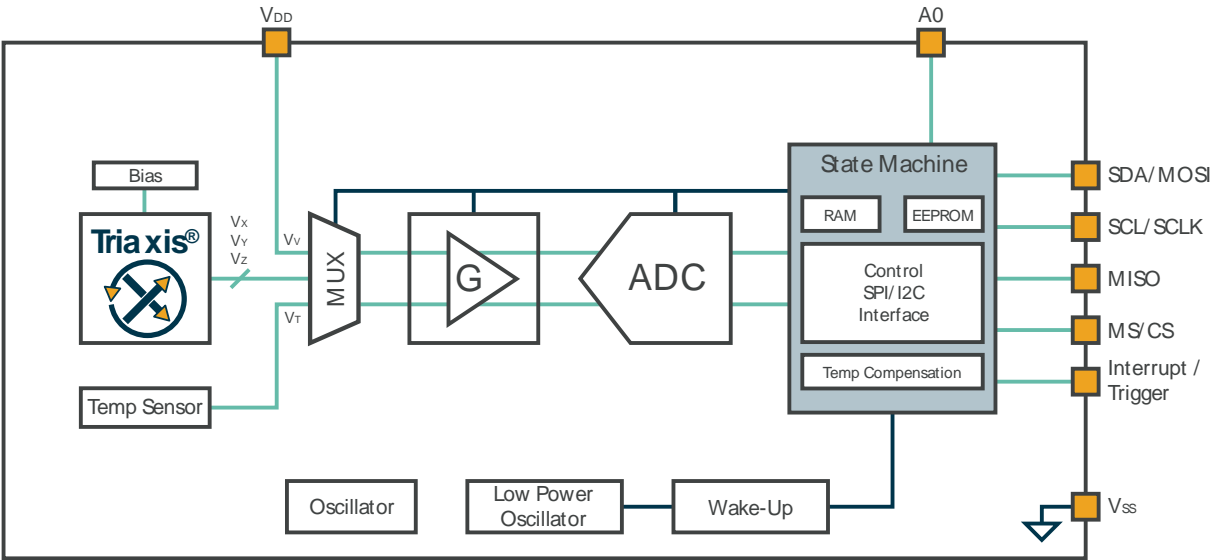 VDD
A0
State Machine
Bias
SDA/MOSI
RAM
EEPROM
Triaxis®
VX
VY
VZ
VV
SCL/SCLK
MUX
G
ADC
Control
SPI/I2C
Interface
MISO
VT
MS/CS
Temp Compensation
Interrupt /
Trigger
Temp Sensor
Oscillator
Low Power
Oscillator
Wake-Up
VSS